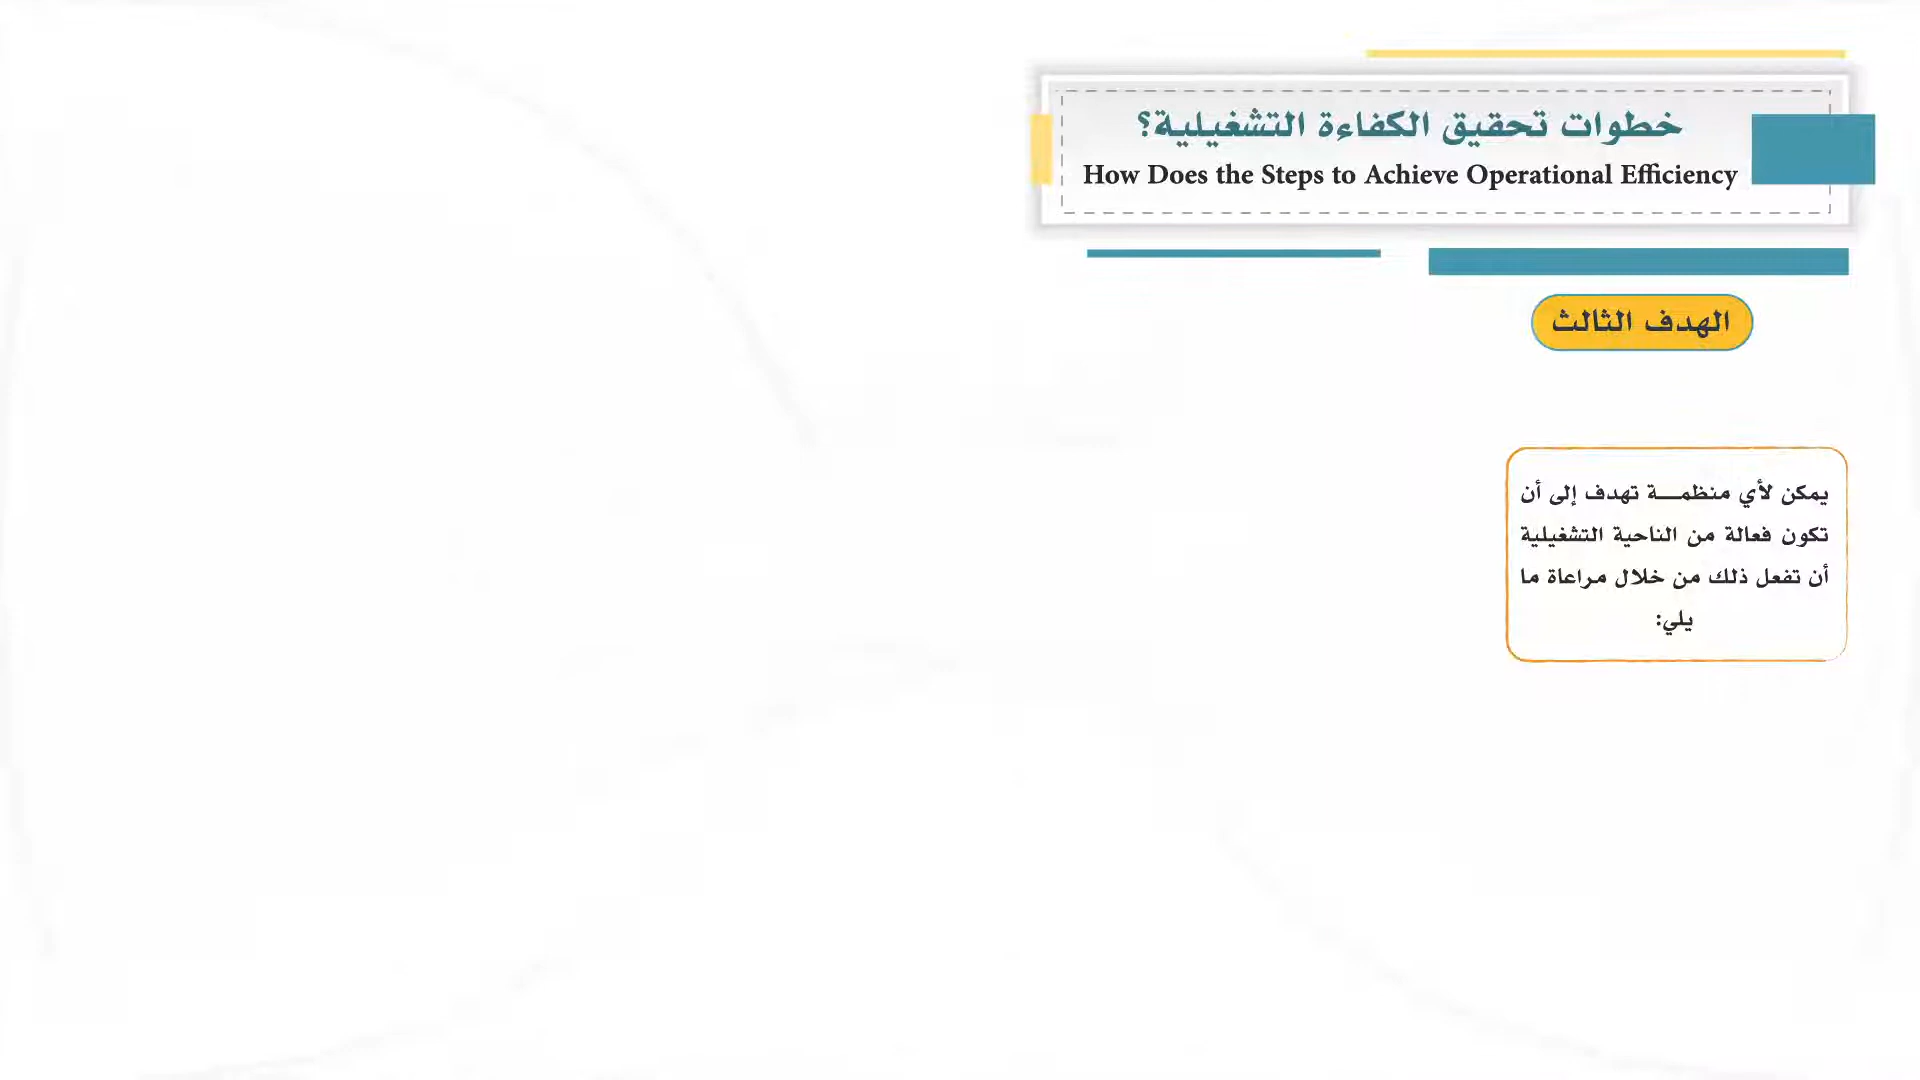 خطوات تحقيق الكفاءة التشغيلية؟
How Does the Steps to Achieve Operational Efficiency
الهدف الثالث
يمكن لأي منظمـــة تهدف إلى أن
تكون فعالة من الناحية التشغيلية
أن تفعل ذلك من خلال مراعاة ما
يلي: